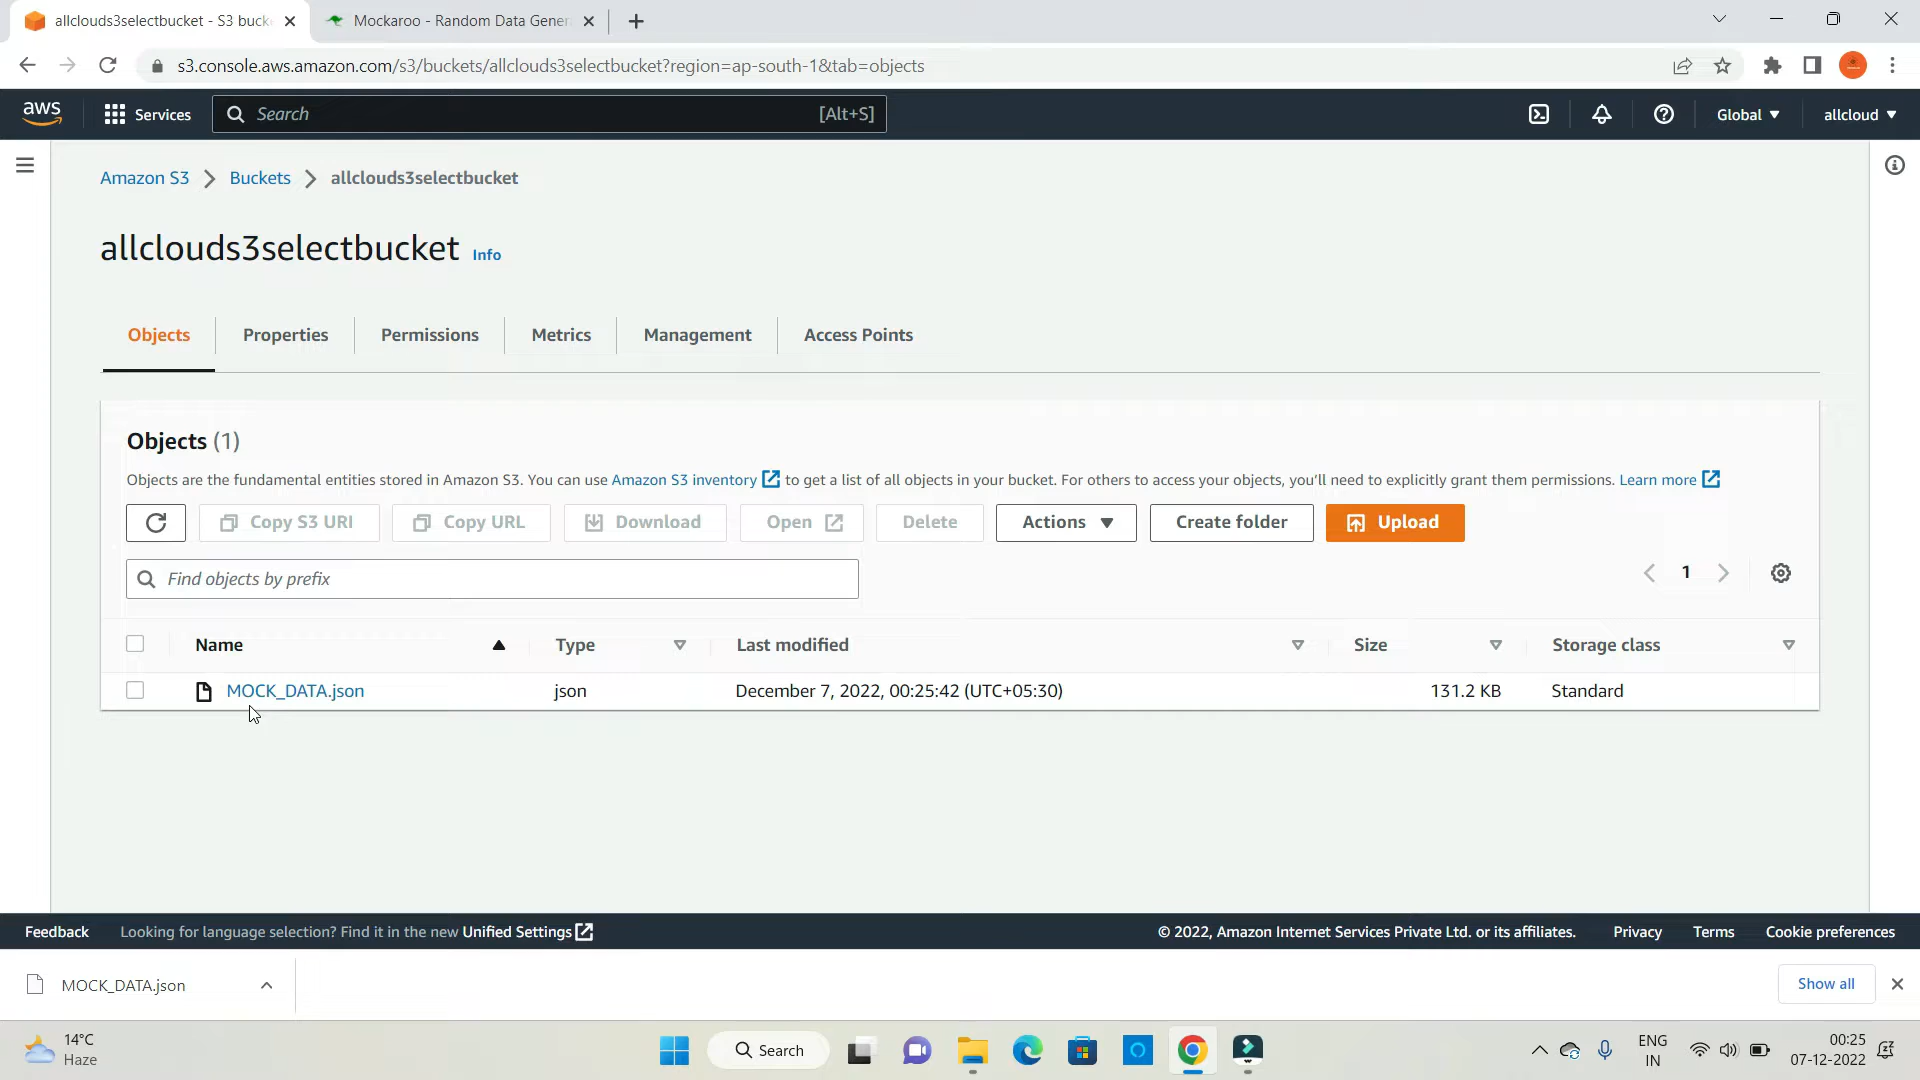 allclouds3selectbucket - S3 buck
Mockaroo - Random Data Gener
s3.console.aws.amazon.com/s3/buckets/allclouds3selectbucket?region=ap-south-1&tab=objects
aws
Services
Search
[Alt+S]
Global
allcloud
Amazon S3
Buckets
allclouds3selectbucket
allclouds3selectbucket Info
Objects
Properties
Permissions
Metrics
Management
Access Points
Objects (1)
Objects are the fundamental entities stored in Amazon S3. You can use Amazon S3 inventory to get a list of all objects in your bucket. For others to access your objects, you'll need to explicitly grant them permissions. Learn more
Copy S3 URI
Copy URL
Download
Open
Delete
Actions
Create folder
Upload
Find objects by prefix
1
Name
Type
Last modified
Size
Storage class
MOCK_DATA.json
json
December 7, 2022, 00:25:42 (UTC+05:30)
131.2 KB
Standard
Feedback
Looking for language selection? Find it in the new Unified Settings
© 2022, Amazon Internet Services Private Ltd. or its affiliates.
Privacy
Terms
Cookie preferences
MOCK_DATA.json
Show all
14°C
Haze
Search
ENG
IN
00:25
07-12-2022